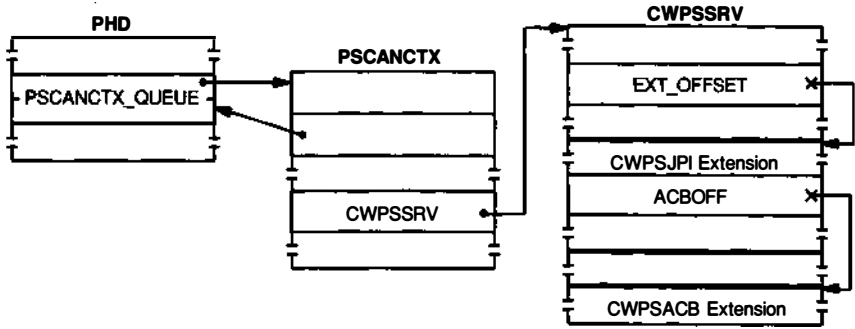 PHD
PSCANCTX_QUEUE
PSCANCTX
CWPSSRV
CWPSSRV
EXT_OFFSET
CWPSJPI Extension
ACBOFF
CWPSACB Extension